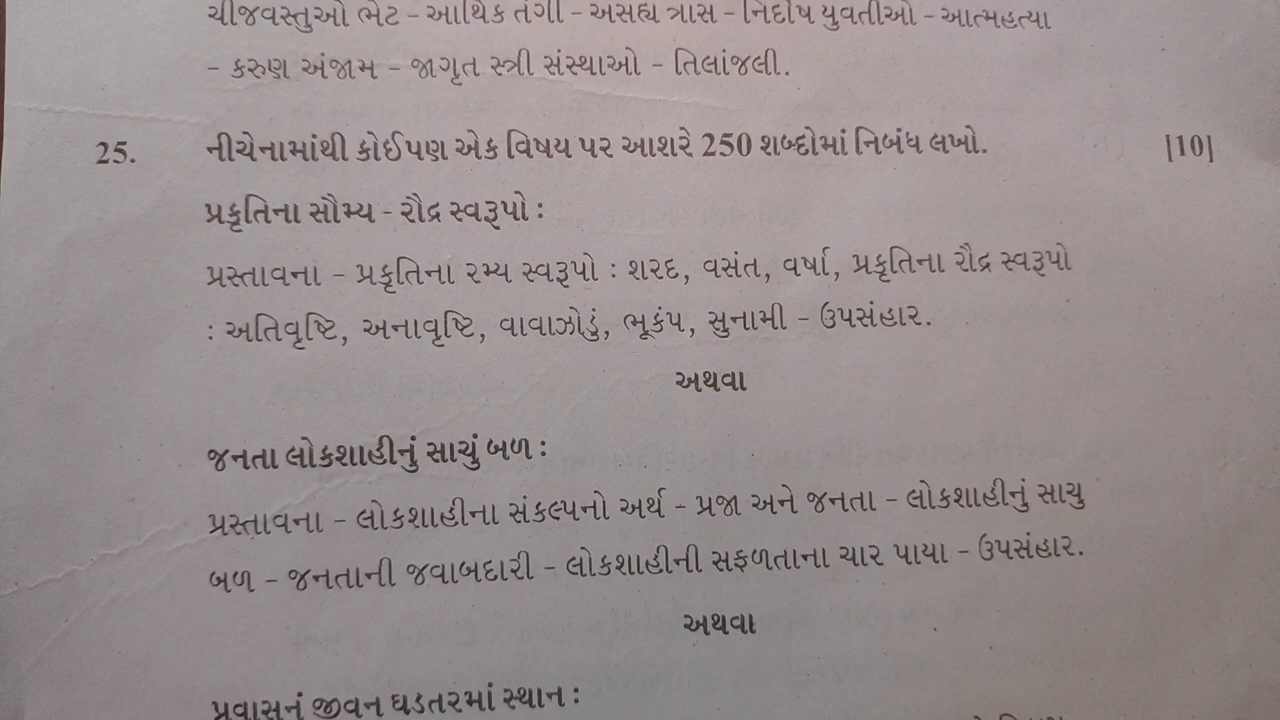 ચીજવસ્તુઓ ભેટ - આર્થિક તંગી - અસહ્ય ત્રાસ - નિર્દોષ યુવતીઓ - આત્મહત્યા
- કરુણ અંજામ - જાગૃત સ્ત્રી સંસ્થાઓ - તિલાંજલી.
25. નીચેનામાંથી કોઈપણ એક વિષય પર આશરે 250 શબ્દોમાં નિબંધ લખો. [10]
પ્રકૃતિના સૌમ્ય - રૌદ્ર સ્વરૂપો :
પ્રસ્તાવના - પ્રકૃતિના રમ્ય સ્વરૂપો : શરદ, વસંત, વર્ષા, પ્રકૃતિના રૌદ્ર સ્વરૂપો
: અતિવૃષ્ટિ, અનાવૃષ્ટિ, વાવાઝોડું, ભૂકંપ, સુનામી - ઉપસંહાર.
અથવા
જનતા લોકશાહીનું સાચું બળ :
પ્રસ્તાવના - લોકશાહીના સંકલ્પનો અર્થ - પ્રજા અને જનતા - લોકશાહીનું સાચુ
બળ - જનતાની જવાબદારી - લોકશાહીની સફળતાના ચાર પાયા - ઉપસંહાર.
અથવા
પ્રવાસનું જીવન ઘડતરમાં સ્થાન :